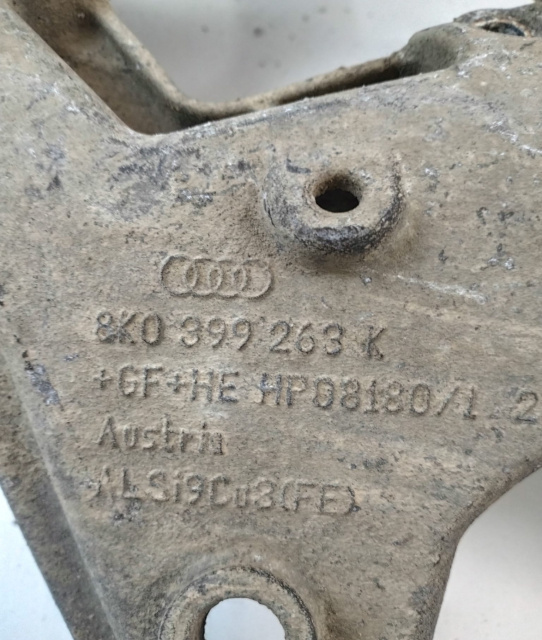 8K0 399 263 K
+GF+HE HP08180/1 2
Austria
ALSi9Cu3(FE)